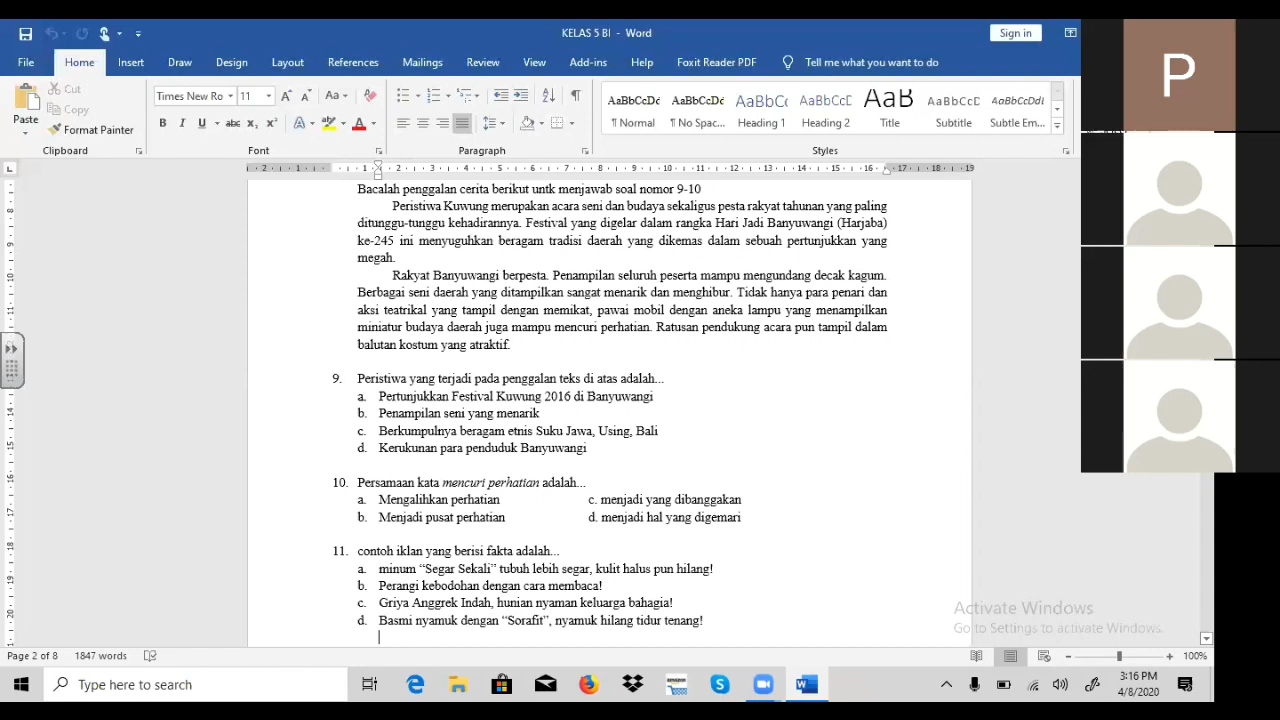 KELAS 5 BI - Word
Sign in
File Home Insert Draw Design Layout References Mailings Review View Add-ins Help Foxit Reader PDF Tell me what you want to do
Paste
Cut
Copy
Format Painter
Clipboard
Times New Ro 11
Font
Paragraph
AaBbCcDc AaBbCcDc AaBbCc AaBbCcC AaB AaBbCcD AaBbCcDd
¶ Normal ¶ No Spac... Heading 1 Heading 2 Title Subtitle Subtle Em...
Styles
Bacalah penggalan cerita berikut untk menjawab soal nomor 9-10
Peristiwa Kuwung merupakan acara seni dan budaya sekaligus pesta rakyat tahunan yang paling
ditunggu-tunggu kehadirannya. Festival yang digelar dalam rangka Hari Jadi Banyuwangi (Harjaba)
ke-245 ini menyuguhkan beragam tradisi daerah yang dikemas dalam sebuah pertunjukkan yang
megah.
Rakyat Banyuwangi berpesta. Penampilan seluruh peserta mampu mengundang decak kagum.
Berbagai seni daerah yang ditampilkan sangat menarik dan menghibur. Tidak hanya para penari dan
aksi teatrikal yang tampil dengan memikat, pawai mobil dengan aneka lampu yang menampilkan
miniatur budaya daerah juga mampu mencuri perhatian. Ratusan pendukung acara pun tampil dalam
balutan kostum yang atraktif.
9. Peristiwa yang terjadi pada penggalan teks di atas adalah...
a. Pertunjukkan Festival Kuwung 2016 di Banyuwangi
b. Penampilan seni yang menarik
c. Berkumpulnya beragam etnis Suku Jawa, Using, Bali
d. Kerukunan para penduduk Banyuwangi
10. Persamaan kata mencuri perhatian adalah...
a. Mengalihkan perhatian c. menjadi yang dibanggakan
b. Menjadi pusat perhatian d. menjadi hal yang digemari
11. contoh iklan yang berisi fakta adalah...
a. minum “Segar Sekali” tubuh lebih segar, kulit halus pun hilang!
b. Perangi kebodohan dengan cara membaca!
c. Griya Anggrek Indah, hunian nyaman keluarga bahagia!
d. Basmi nyamuk dengan “Sorafit”, nyamuk hilang tidur tenang!
P
Activate Windows
Go to Settings to activate Windows.
Page 2 of 8 1847 words
100%
Type here to search
3:16 PM
4/8/2020